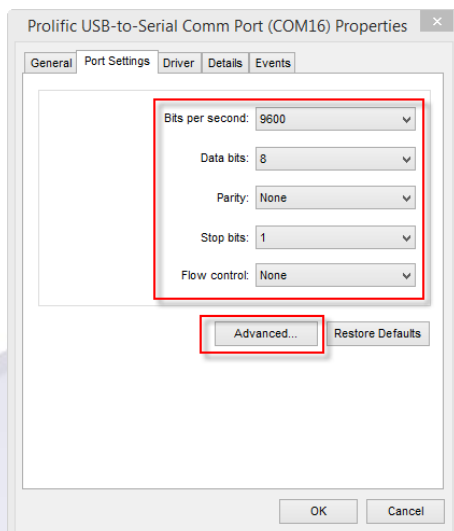 Prolific USB-to-Serial Comm Port (COM16) Properties
General Port Settings Driver Details Events
Bits per second: 9600
Data bits: 8
Parity: None
Stop bits: 1
Flow control: None
Advanced... Restore Defaults
OK Cancel